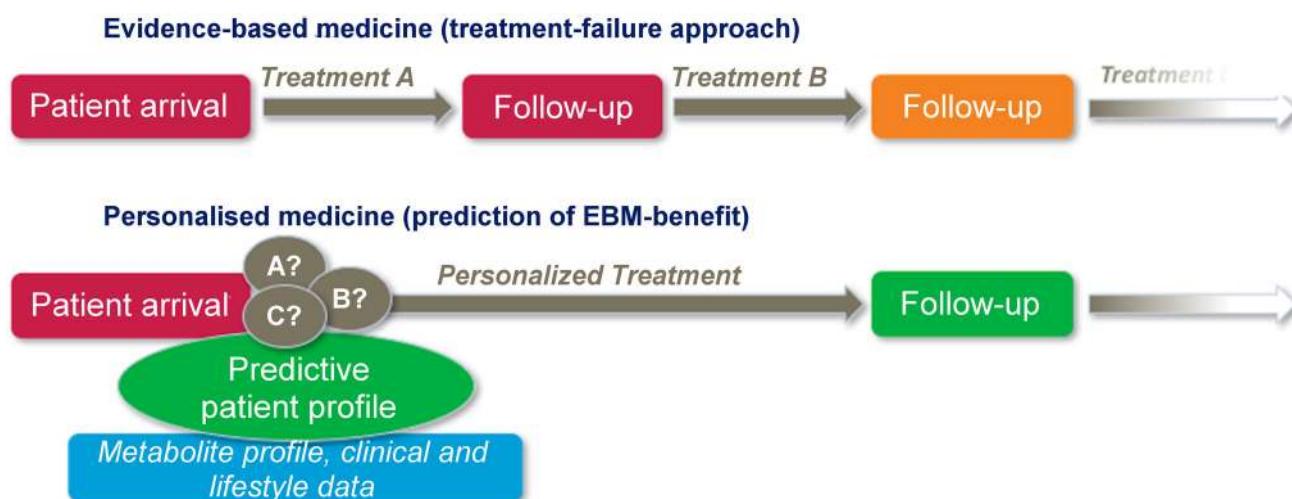 Evidence-based medicine (treatment-failure approach)
Treatment A
Treatment B
Treatment
Patient arrival
Follow-up
Follow-up
Personalised medicine (prediction of EBM-benefit)
A?
Personalized Treatment
Patient arrival
B?
C?
Follow-up
Predictive
patient profile
Metabolite profile, clinical and
lifestyle data